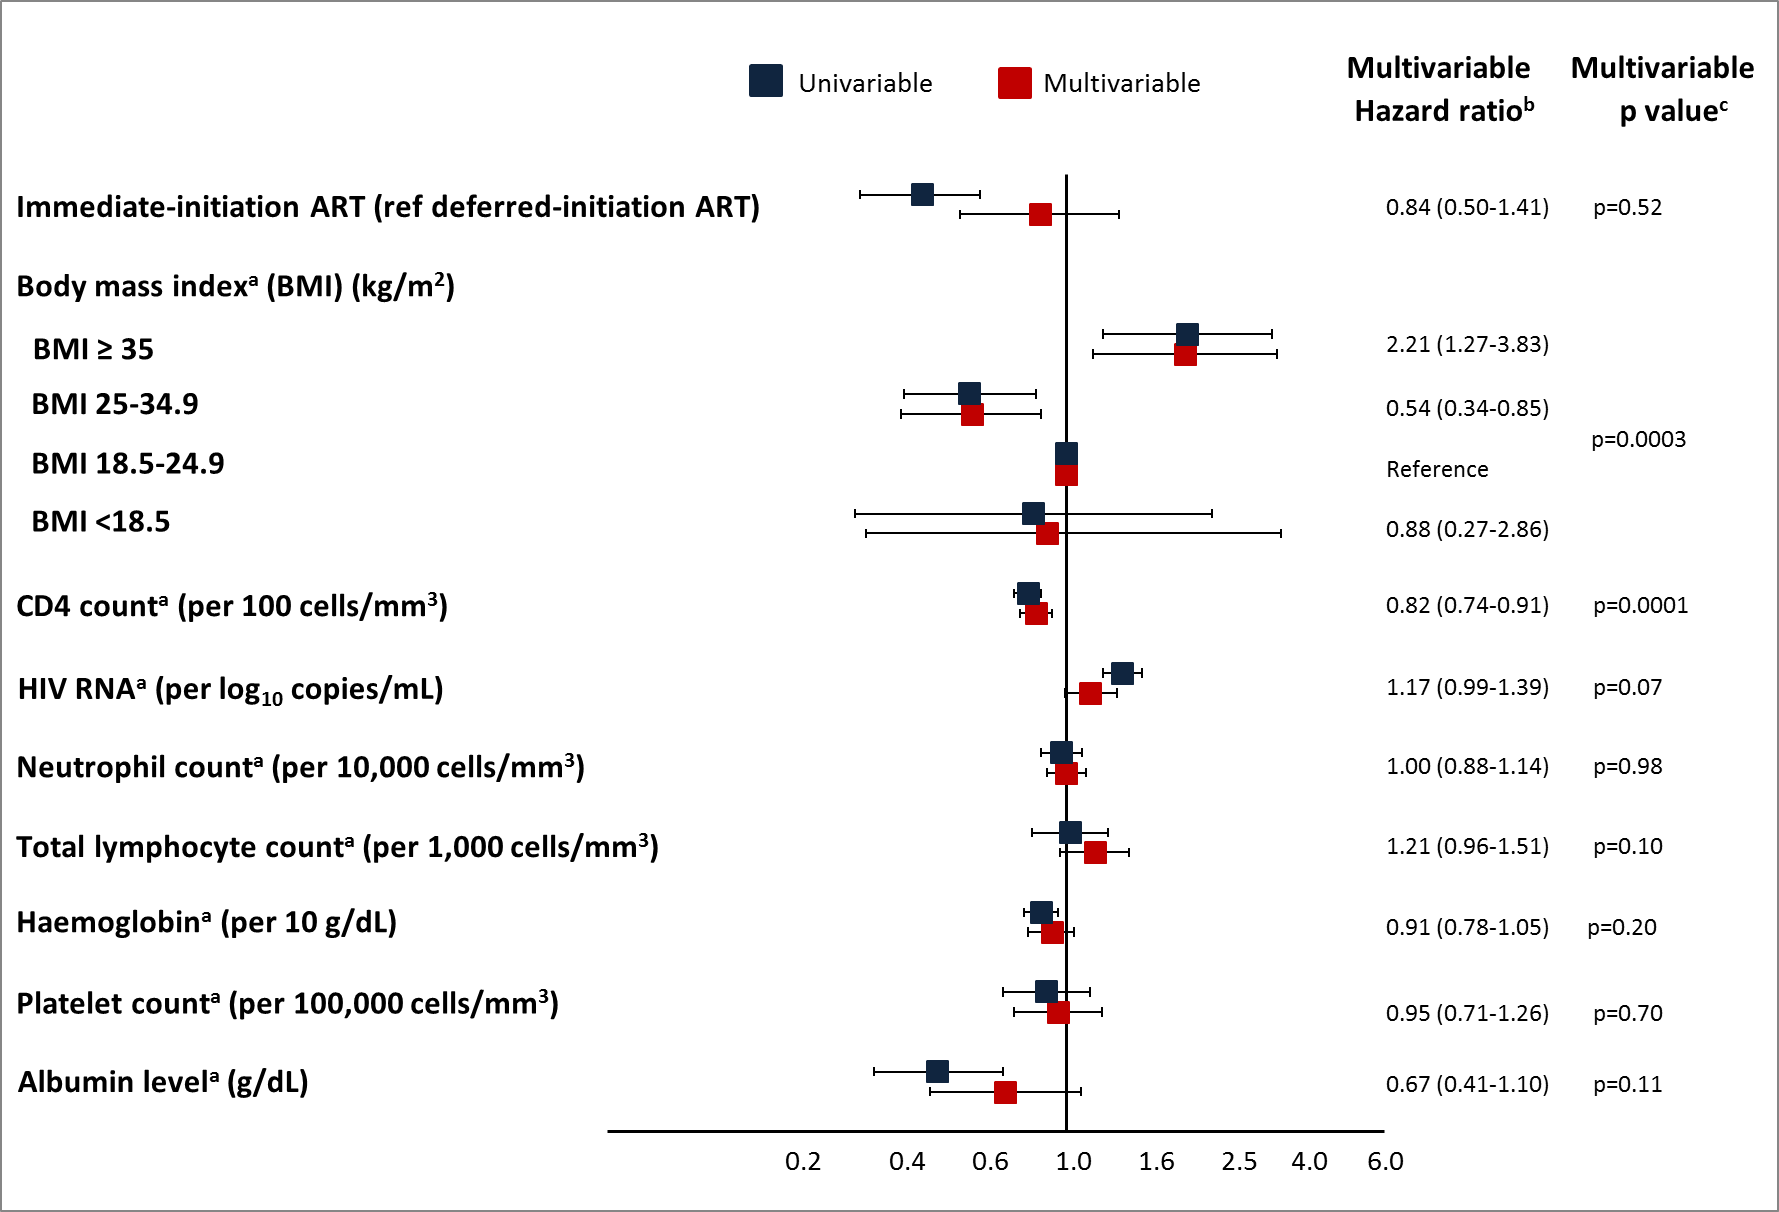 Univariable
Multivariable
Multivariable Hazard ratioᵇ
Multivariable p valueᶜ
Immediate-initiation ART (ref deferred-initiation ART) 0.84 (0.50-1.41) p=0.52
Body mass indexᵃ (BMI) (kg/m²)
BMI ≥ 35 2.21 (1.27-3.83)
BMI 25-34.9 0.54 (0.34-0.85)
p=0.0003
BMI 18.5-24.9 Reference
BMI <18.5 0.88 (0.27-2.86)
CD4 countᵃ (per 100 cells/mm³) 0.82 (0.74-0.91) p=0.0001
HIV RNAᵃ (per log₁₀ copies/mL) 1.17 (0.99-1.39) p=0.07
Neutrophil countᵃ (per 10,000 cells/mm³) 1.00 (0.88-1.14) p=0.98
Total lymphocyte countᵃ (per 1,000 cells/mm³) 1.21 (0.96-1.51) p=0.10
Haemoglobinᵃ (per 10 g/dL) 0.91 (0.78-1.05) p=0.20
Platelet countᵃ (per 100,000 cells/mm³) 0.95 (0.71-1.26) p=0.70
Albumin levelᵃ (g/dL) 0.67 (0.41-1.10) p=0.11
0.2 0.4 0.6 1.0 1.6 2.5 4.0 6.0